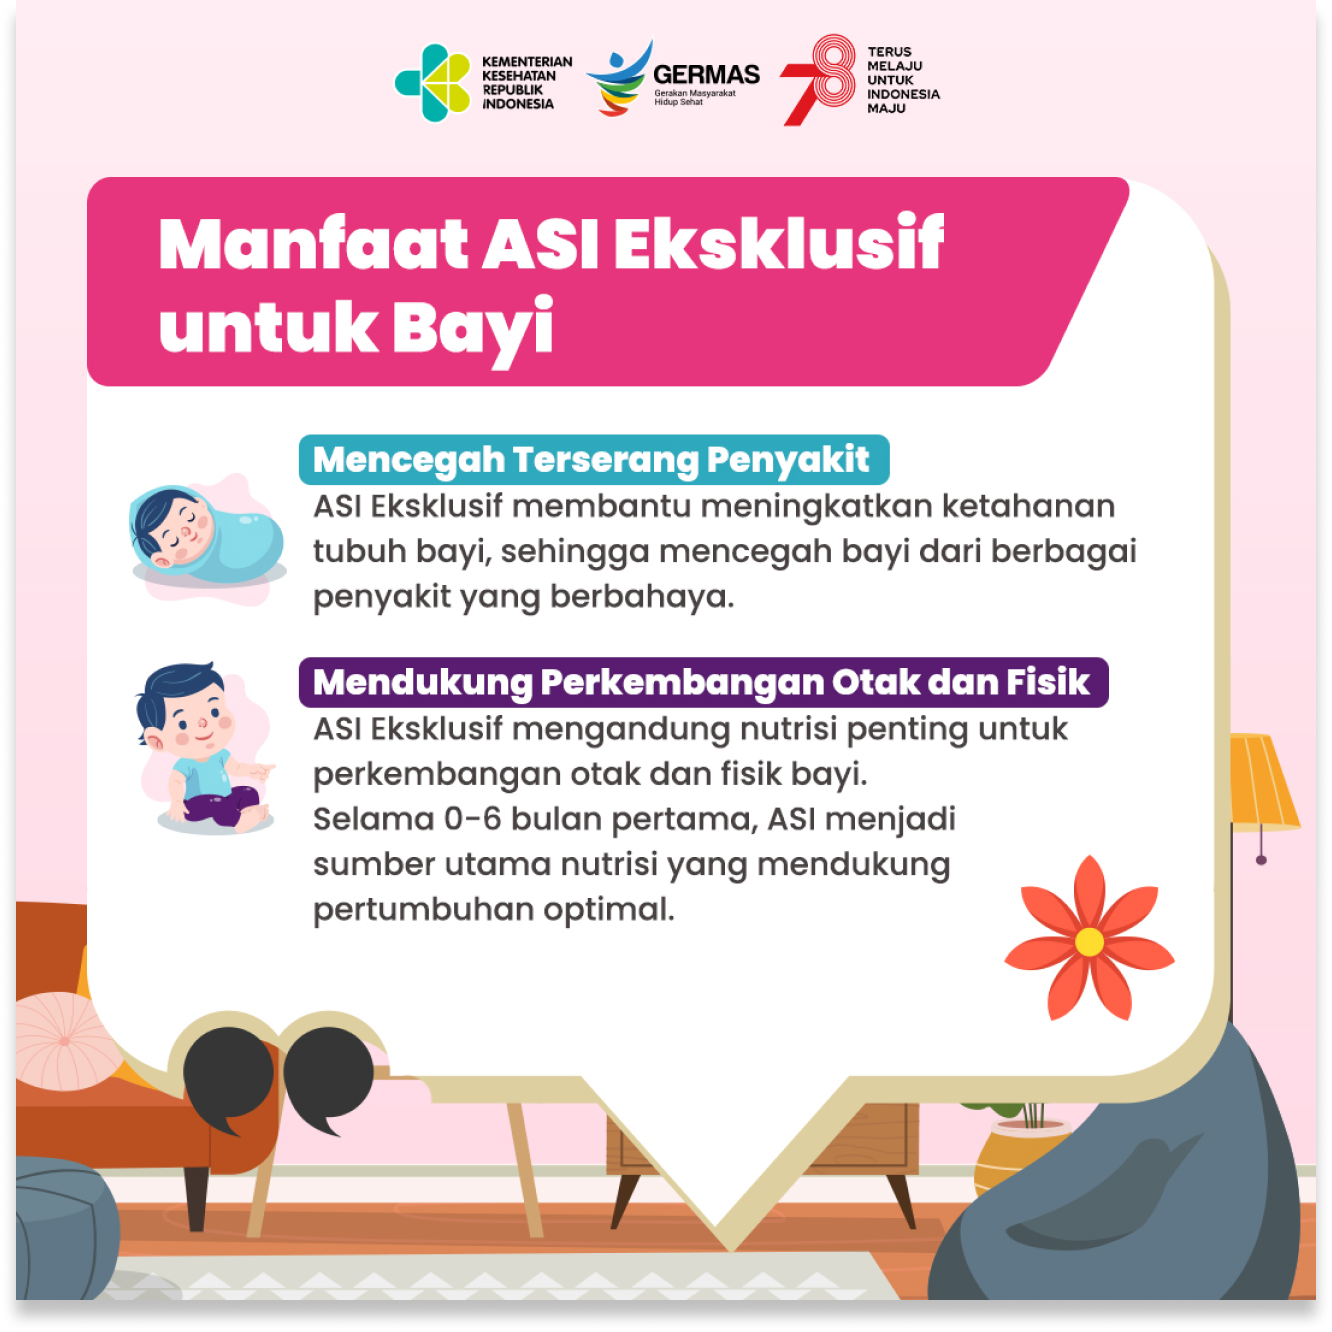 KEMENTERIAN
KESEHATAN
REPUBLIK
INDONESIA
GERMAS
Gerakan Masyarakat
Hidup Sehat
78
TERUS
MELAJU
UNTUK
INDONESIA
MAJU
Manfaat ASI Eksklusif
untuk Bayi
Mencegah Terserang Penyakit
ASI Eksklusif membantu meningkatkan ketahanan
tubuh bayi, sehingga mencegah bayi dari berbagai
penyakit yang berbahaya.
Mendukung Perkembangan Otak dan Fisik
ASI Eksklusif mengandung nutrisi penting untuk
perkembangan otak dan fisik bayi.
Selama 0-6 bulan pertama, ASI menjadi
sumber utama nutrisi yang mendukung
pertumbuhan optimal.